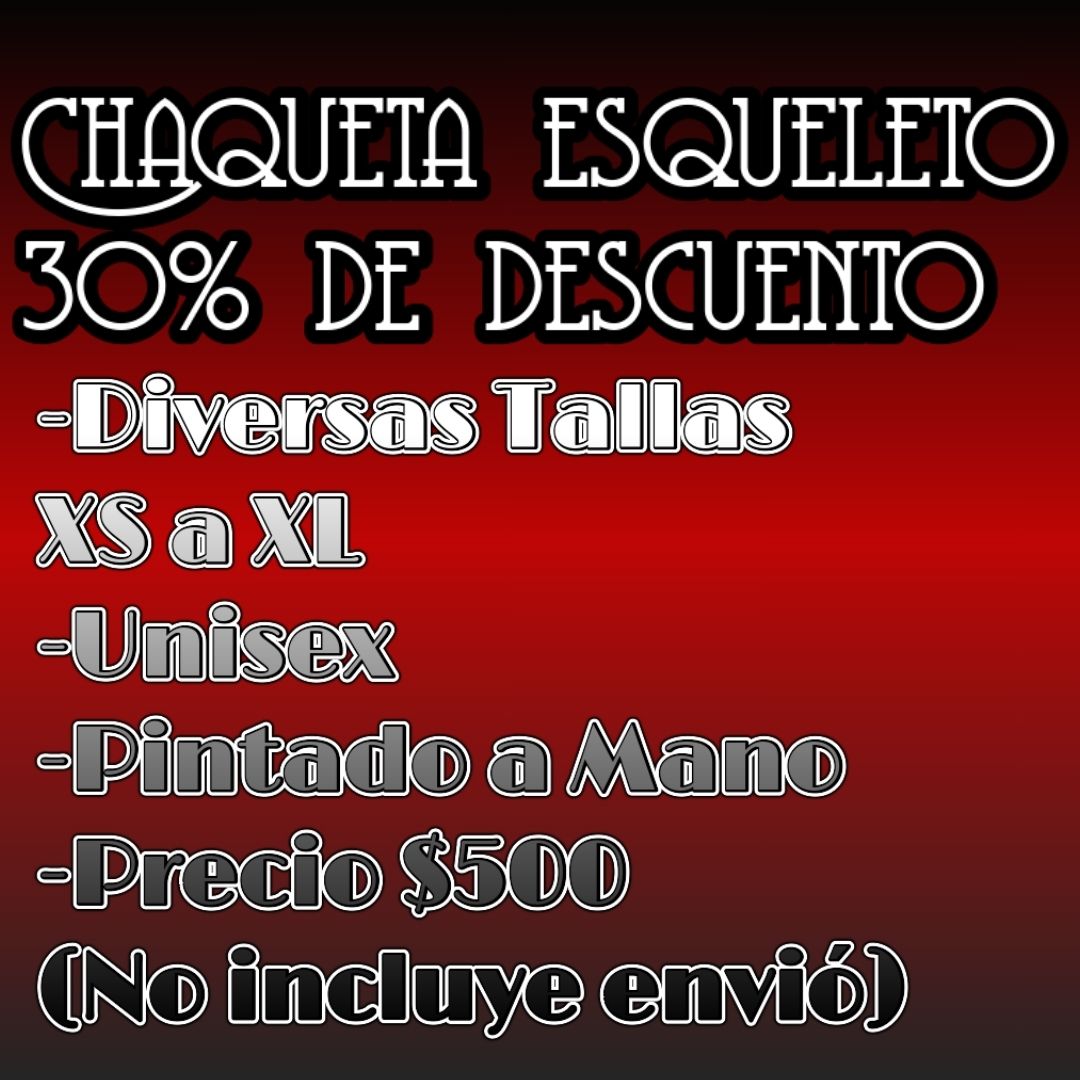 CHAQUETA ESQUELETO
30% DE DESCUENTO
-Diversas Tallas
XS a XL
-Unisex
-Pintado a Mano
-Precio $500
(No incluye envió)